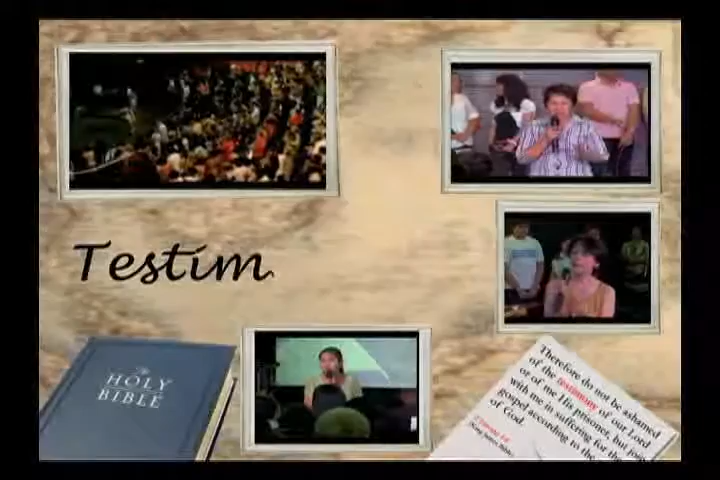 Testim
The
HOLY
BIBLE
Therefore do not be ashamed
of the testimony of our Lord
or of me His prisoner, but join
with me in suffering for the
gospel according to the
of God.